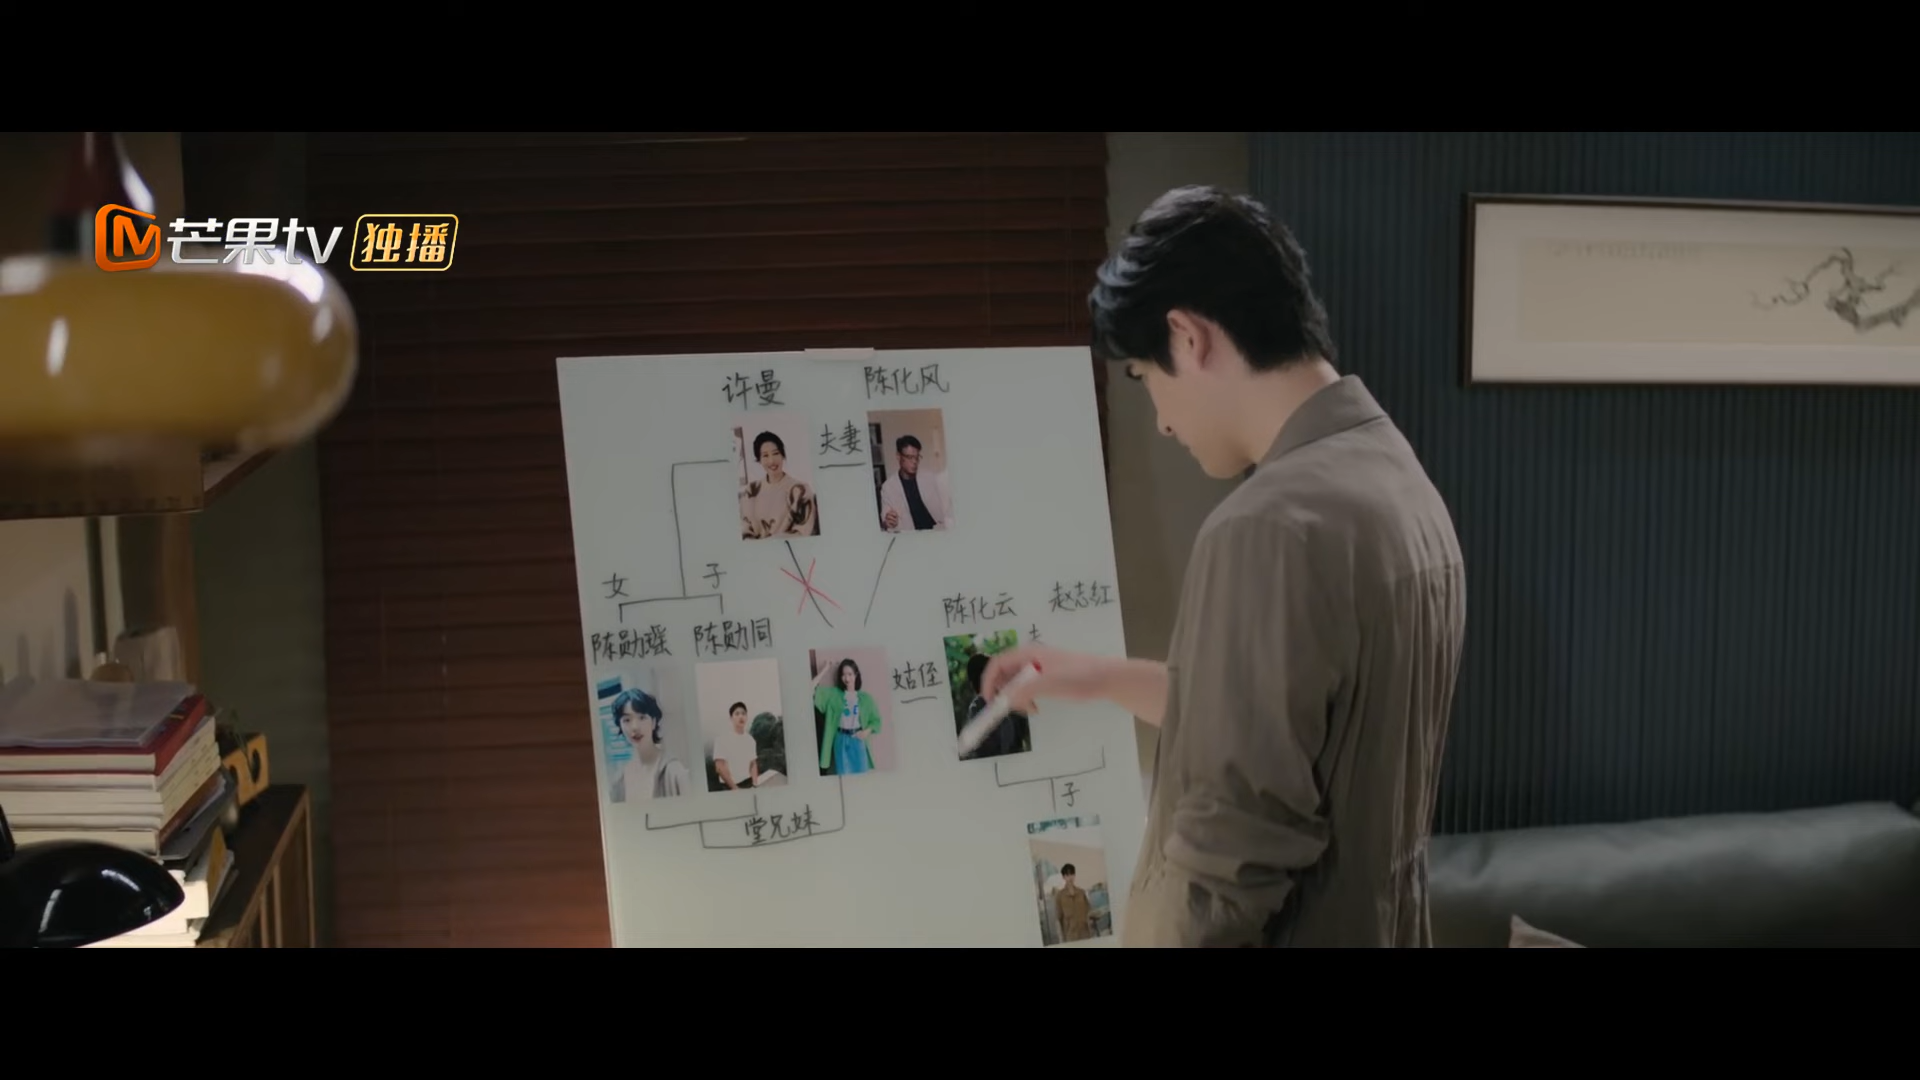 芒果tv 独播
许曼
陈化风
夫妻
女
子
陈勋瑶
陈勋同
陈化云
赵志红
夫
姑侄
子
堂兄妹